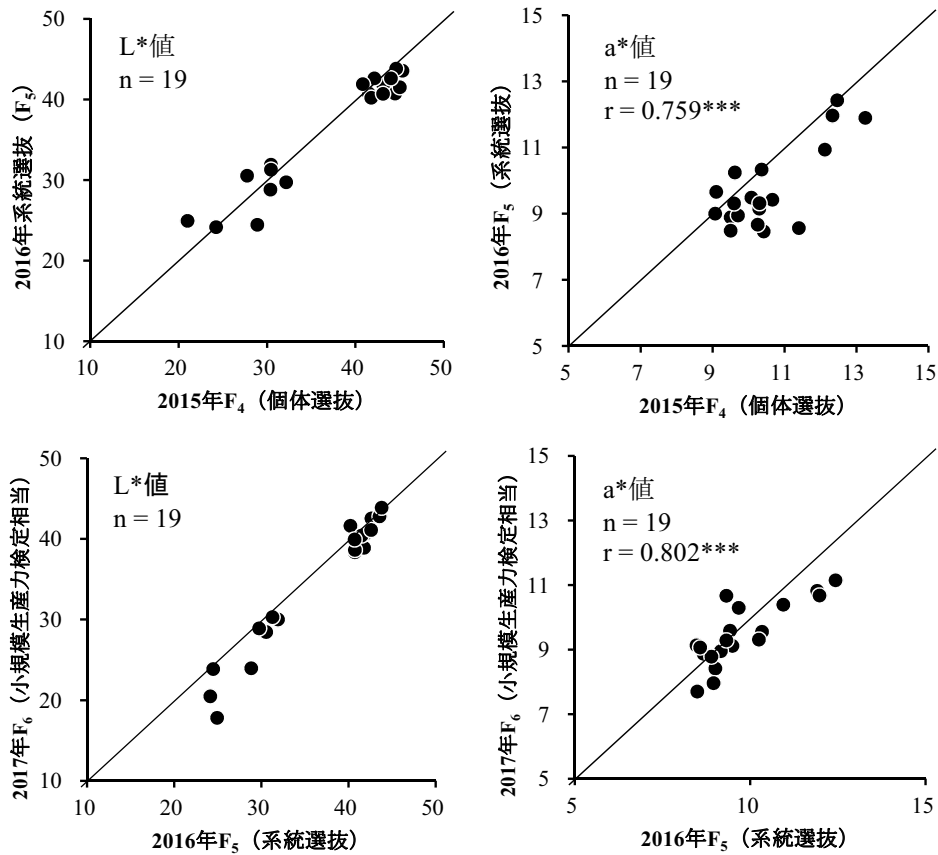 50
40
30
20
10
2016年系統選抜（F5）
L*値
n = 19
10 20 30 40 50
2015年F4（個体選抜）
15
13
11
9
7
5
2016年F5（系統選抜）
a*値
n = 19
r = 0.759***
5 7 9 11 13 15
2015年F4（個体選抜）
50
40
30
20
10
2017年F6（小規模生産力検定相当）
L*値
n = 19
10 20 30 40 50
2016年F5（系統選抜）
15
13
11
9
7
5
2017年F6（小規模生産力検定相当）
a*値
n = 19
r = 0.802***
5 10 15
2016年F5（系統選抜）